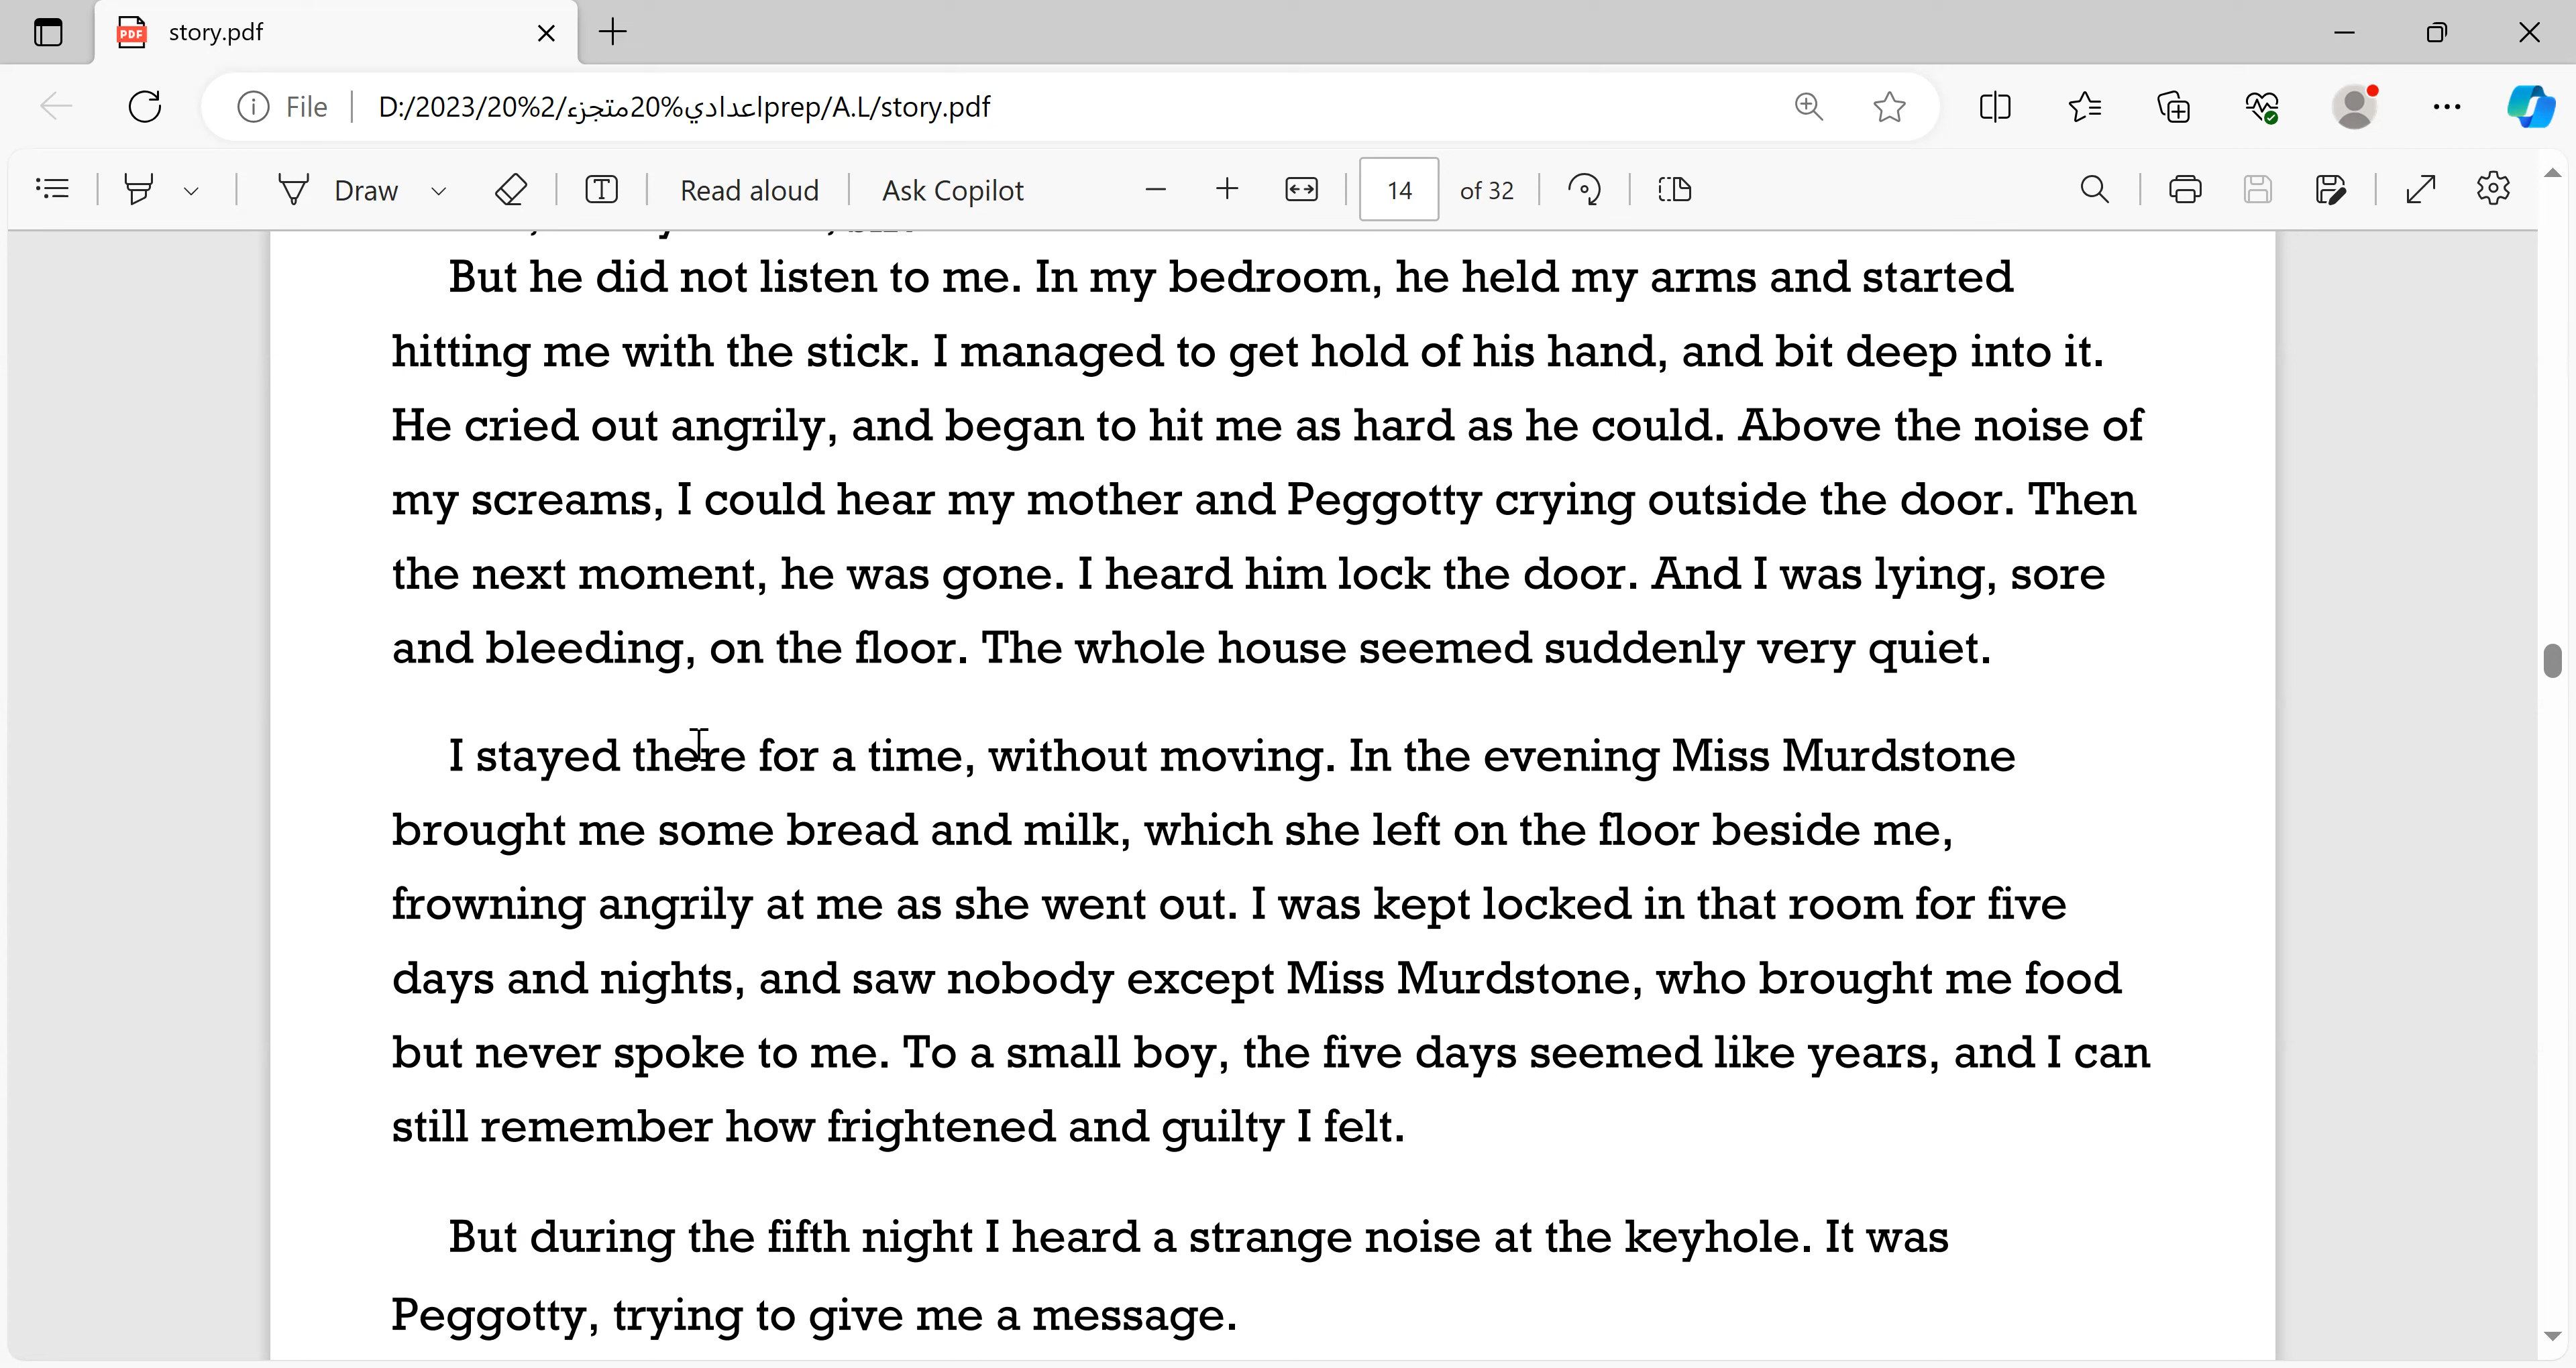 story.pdf
File D:/2023/20%2/اعدادي%20متجزء/prep/A.L/story.pdf
Draw Read aloud Ask Copilot 14 of 32
But he did not listen to me. In my bedroom, he held my arms and started
hitting me with the stick. I managed to get hold of his hand, and bit deep into it.
He cried out angrily, and began to hit me as hard as he could. Above the noise of
my screams, I could hear my mother and Peggotty crying outside the door. Then
the next moment, he was gone. I heard him lock the door. And I was lying, sore
and bleeding, on the floor. The whole house seemed suddenly very quiet.
I stayed there for a time, without moving. In the evening Miss Murdstone
brought me some bread and milk, which she left on the floor beside me,
frowning angrily at me as she went out. I was kept locked in that room for five
days and nights, and saw nobody except Miss Murdstone, who brought me food
but never spoke to me. To a small boy, the five days seemed like years, and I can
still remember how frightened and guilty I felt.
But during the fifth night I heard a strange noise at the keyhole. It was
Peggotty, trying to give me a message.